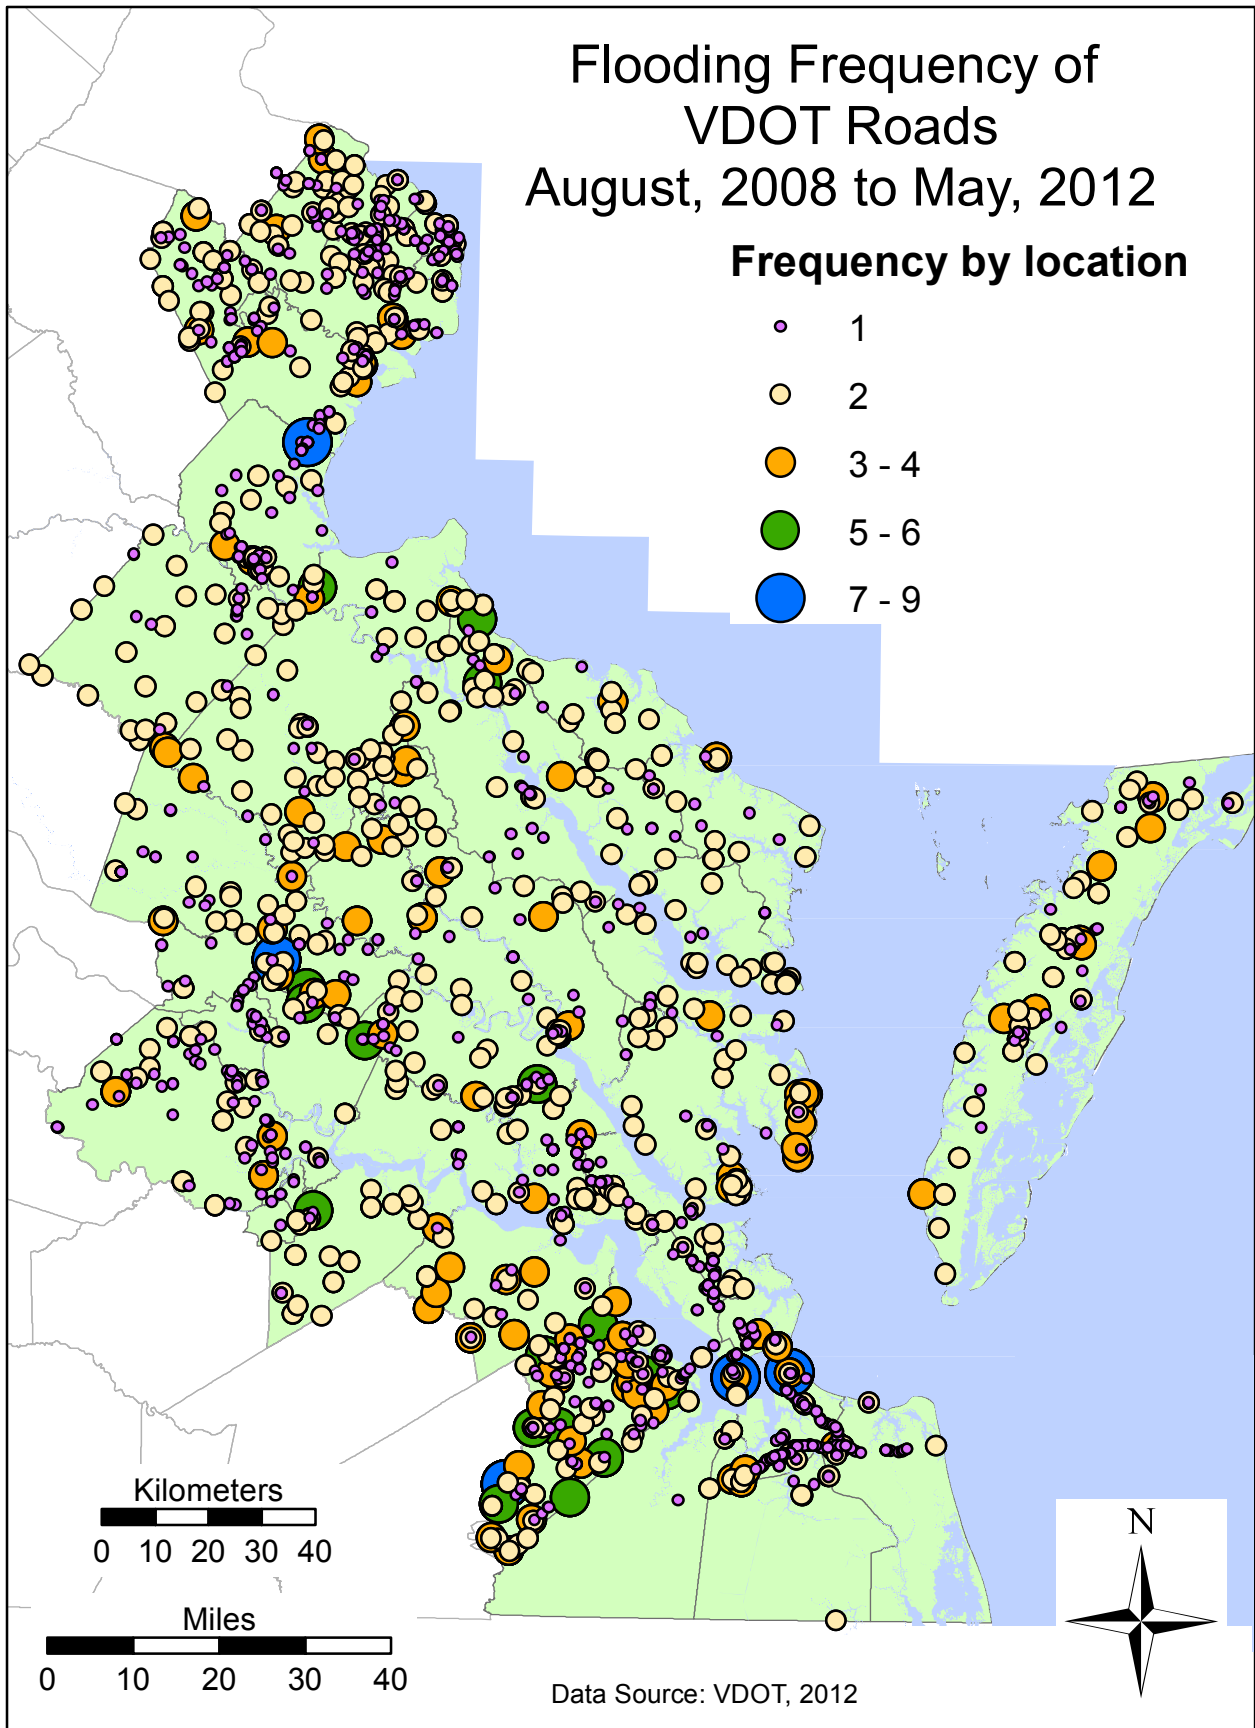 Flooding Frequency of
VDOT Roads
August, 2008 to May, 2012
Frequency by location
1
2
3 - 4
5 - 6
7 - 9
Kilometers
0 10 20 30 40
Miles
0 10 20 30 40
N
Data Source: VDOT, 2012